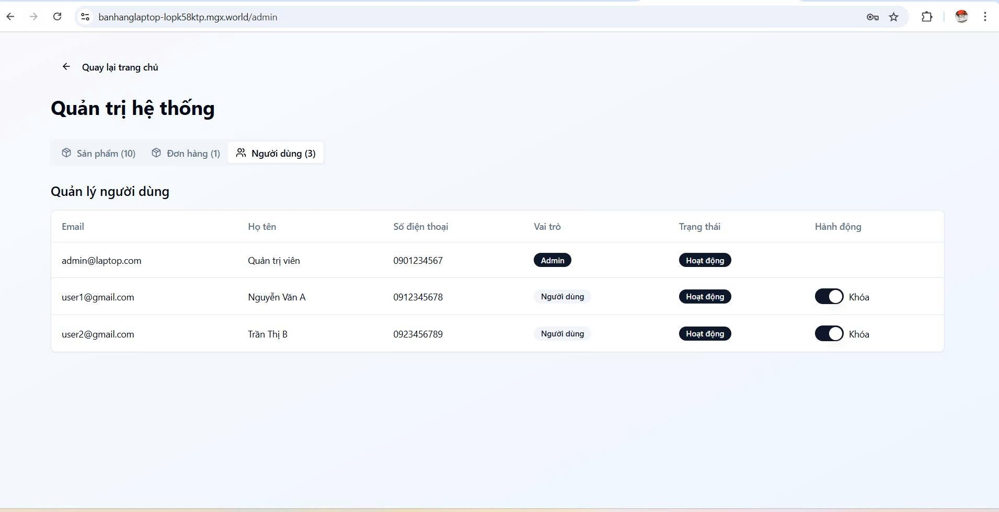 banhanglaptop-lopk58ktp.mgx.world/admin
Quay lại trang chủ
Quản trị hệ thống
Sản phẩm (10) Đơn hàng (1) Người dùng (3)
Quản lý người dùng
Email Họ tên Số điện thoại Vai trò Trạng thái Hành động
admin@laptop.com Quản trị viên 0901234567 Admin Hoạt động
user1@gmail.com Nguyễn Văn A 0912345678 Người dùng Hoạt động Khóa
user2@gmail.com Trần Thị B 0923456789 Người dùng Hoạt động Khóa